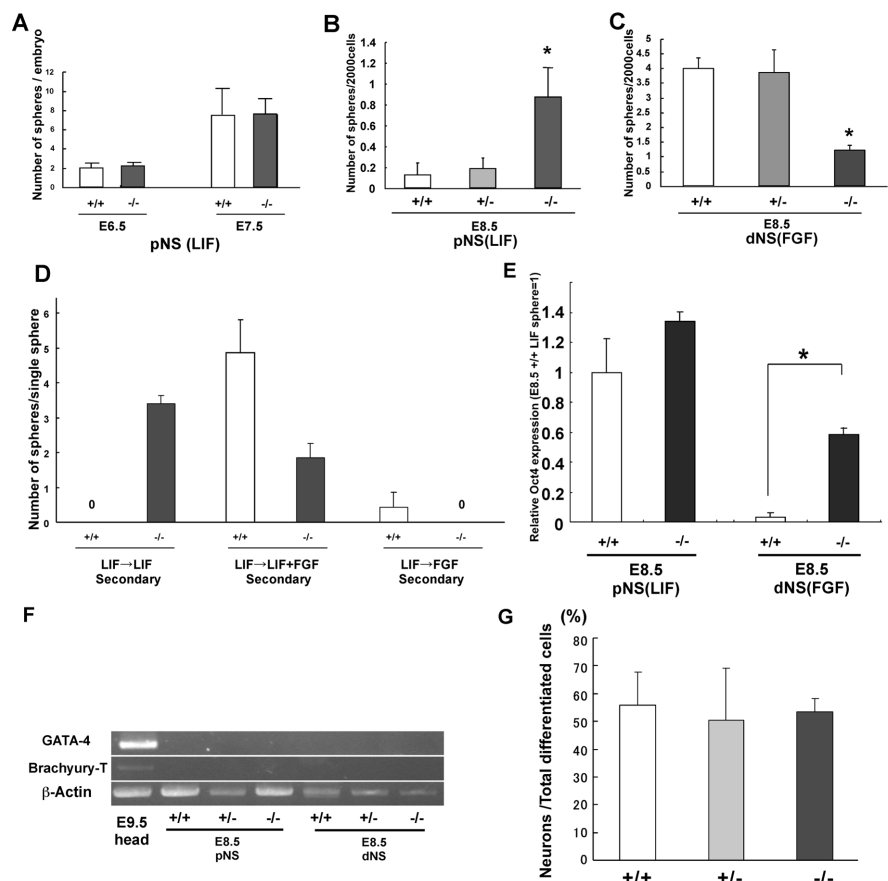 A
Number of spheres / embryo
12
10
8
6
4
2
0
+/+ -/- +/+ -/-
E6.5 E7.5
pNS (LIF)
B
Number of spheres/2000cells
1.4
1.2
1
0.8
0.6
0.4
0.2
0
*
+/+ +/- -/-
E8.5
pNS(LIF)
C
Number of spheres/2000cells
5
4.5
4
3.5
3
2.5
2
1.5
1
0.5
0
*
+/+ +/- -/-
E8.5
dNS(FGF)
D
Number of spheres/single sphere
6
5
4
3
2
1
0
0 0
+/+ -/- +/+ -/- +/+ -/-
LIF→LIF LIF→LIF+FGF LIF→FGF
Secondary Secondary Secondary
E
Relative Oct4 expression (E8.5 +/+ LIF sphere=1)
1.4
1.2
1
0.8
0.6
0.4
0.2
0
*
+/+ -/- +/+ -/-
E8.5 E8.5
pNS(LIF) dNS(FGF)
F
GATA-4
Brachyury-T
β-Actin
E9.5 +/+ +/- -/- +/+ +/- -/-
head E8.5 E8.5
pNS dNS
G
(%)
Neurons /Total differentiated cells
80
70
60
50
40
30
20
10
0
+/+ +/- -/-